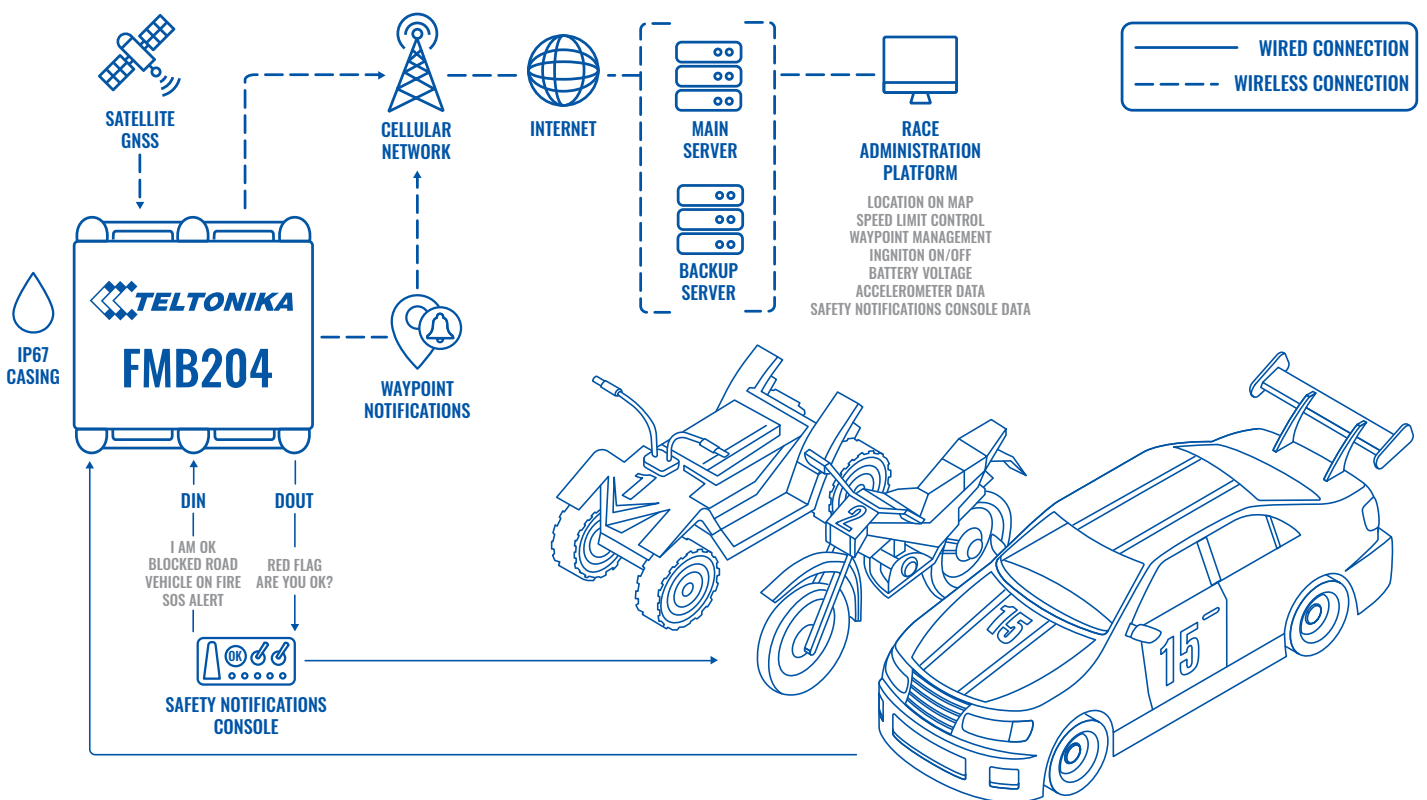 SATELLITE
GNSS
CELLULAR
NETWORK
INTERNET
MAIN
SERVER
BACKUP
SERVER
RACE
ADMINISTRATION
PLATFORM
LOCATION ON MAP
SPEED LIMIT CONTROL
WAYPOINT MANAGEMENT
INGNITON ON/OFF
BATTERY VOLTAGE
ACCELEROMETER DATA
SAFETY NOTIFICATIONS CONSOLE DATA
WIRED CONNECTION
WIRELESS CONNECTION
IP67
CASING
TELTONIKA
FMB204
WAYPOINT
NOTIFICATIONS
DIN
I AM OK
BLOCKED ROAD
VEHICLE ON FIRE
SOS ALERT
DOUT
RED FLAG
ARE YOU OK?
OK
SAFETY NOTIFICATIONS
CONSOLE
1
2
15
15